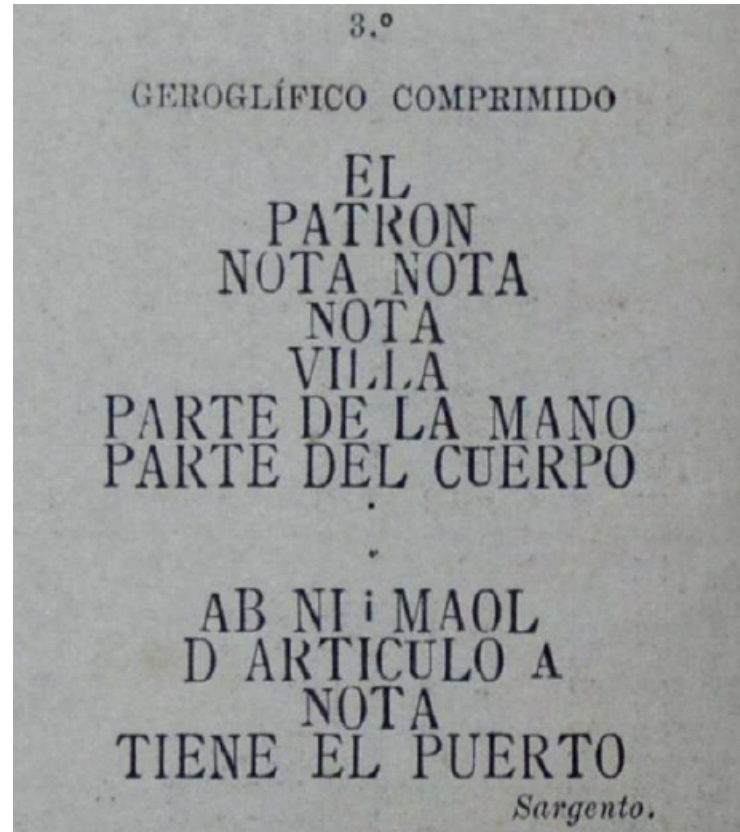 3.º
GEROGLÍFICO COMPRIMIDO
EL
PATRON
NOTA NOTA
NOTA
VILLA
PARTE DE LA MANO
PARTE DEL CUERPO
.
.
AB NI i MAOL
D ARTICULO A
NOTA
TIENE EL PUERTO
Sargento.